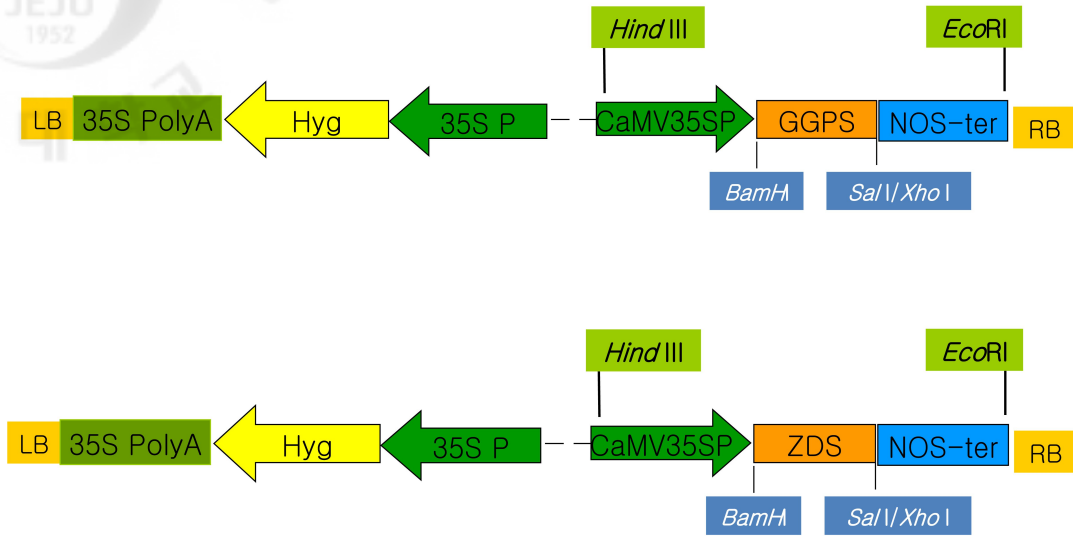 JEJU
1952
Hind III
EcoRI
LB 35S PolyA Hyg 35S P CaMV35SP GGPS NOS-ter RB
BamHI Sal I/Xho I
Hind III
EcoRI
LB 35S PolyA Hyg 35S P CaMV35SP ZDS NOS-ter RB
BamHI Sal I/Xho I